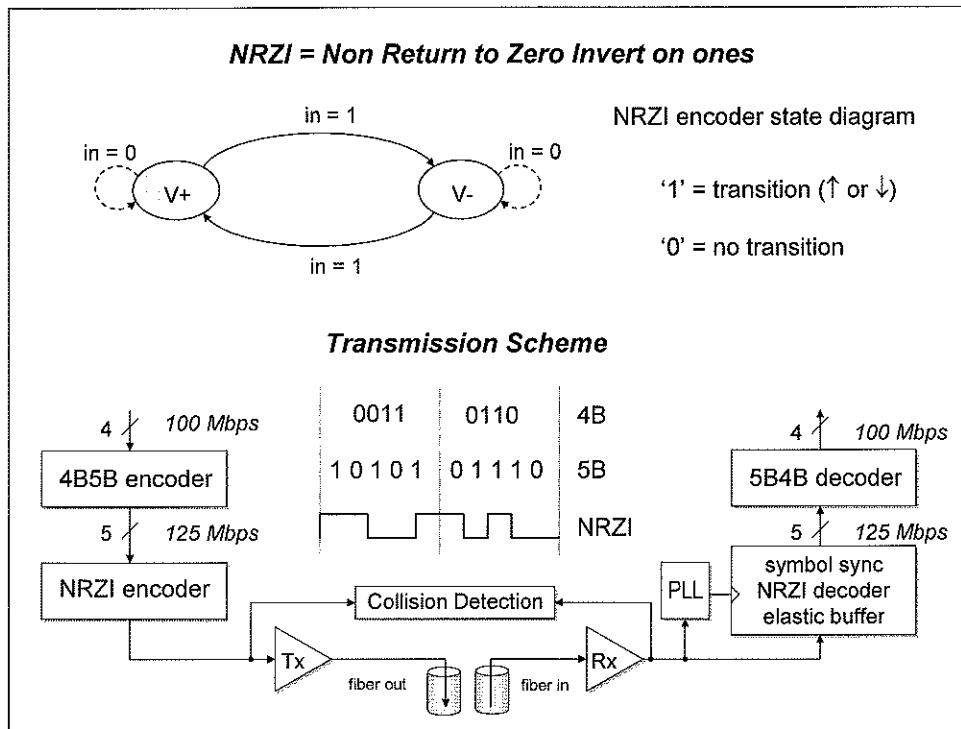 NRZI = Non Return to Zero Invert on ones
in = 1
NRZI encoder state diagram
in = 0
in = 0
V+
V-
'1' = transition (↑ or ↓)
in = 1
'0' = no transition
Transmission Scheme
0011 0110 4B
4 100 Mbps
4 100 Mbps
4B5B encoder
1 0 1 0 1 0 1 1 1 0 5B
5B4B decoder
5 125 Mbps
NRZI
5 125 Mbps
NRZI encoder
Collision Detection
PLL
symbol sync
NRZI decoder
elastic buffer
Tx
Rx
fiber out
fiber in